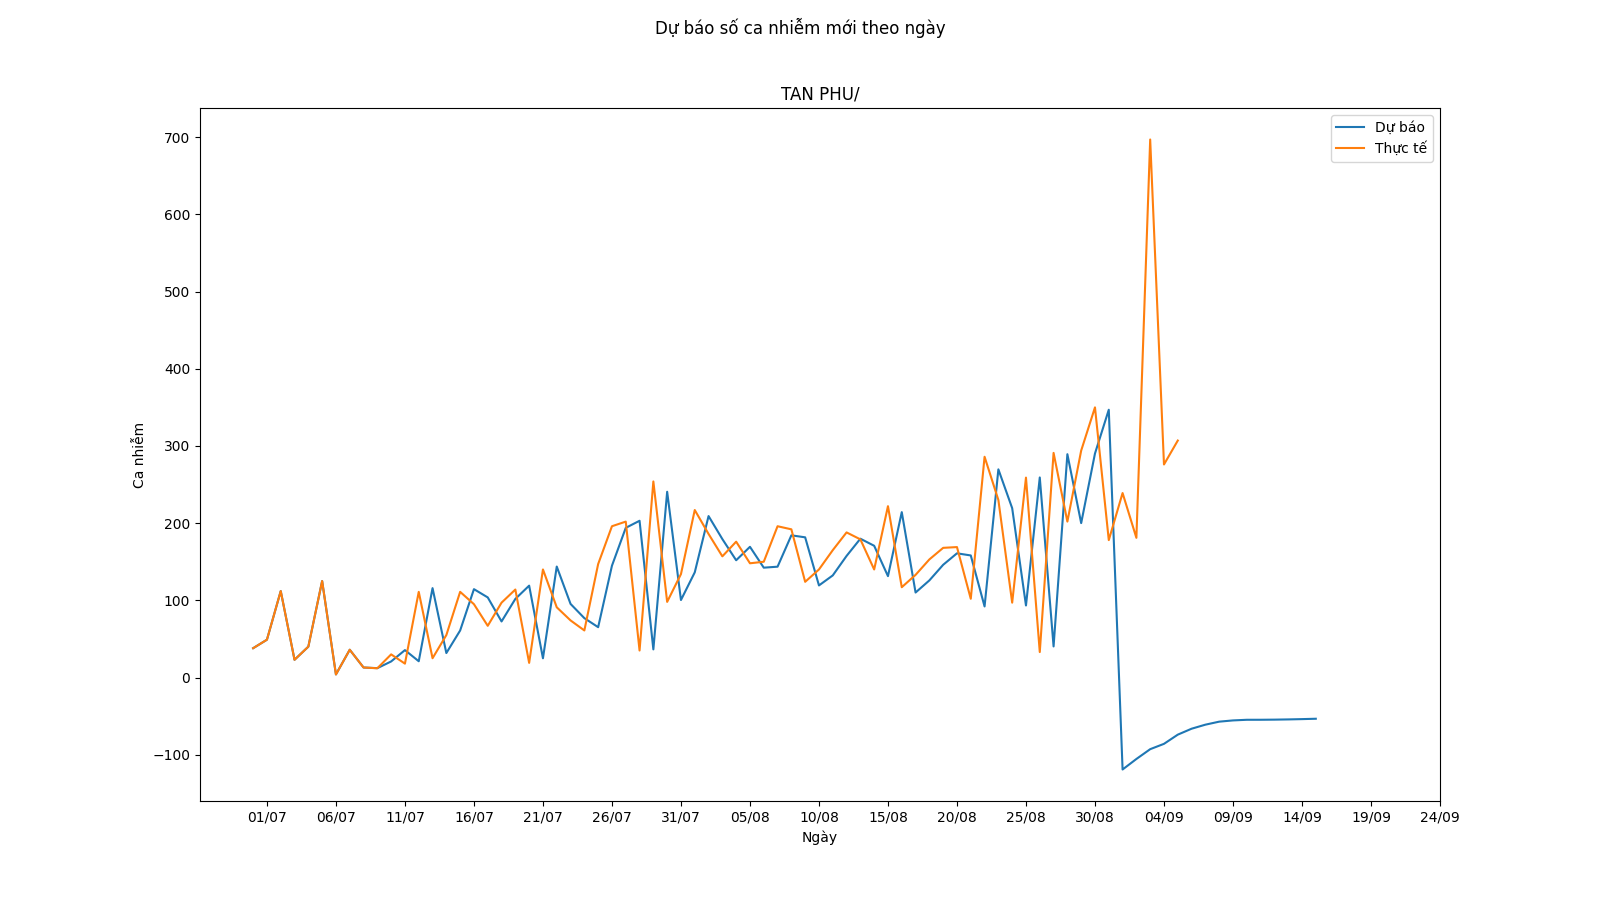 Dự báo số ca nhiễm mới theo ngày
TAN PHU/
Dự báo
Thực tế
700
600
500
400
300
200
100
0
−100
Ca nhiễm
01/07 06/07 11/07 16/07 21/07 26/07 31/07 05/08 10/08 15/08 20/08 25/08 30/08 04/09 09/09 14/09 19/09 24/09
Ngày